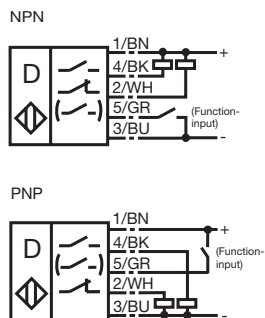 NPN
1/BN
+
D
4/BK
2/WH
5/GR
(Function-
input)
3/BU
-
PNP
1/BN
+
D
4/BK
(Function-
input)
5/GR
2/WH
3/BU
-